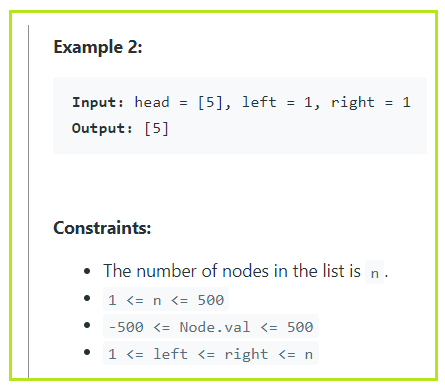 Example 2:
Input: head = [5], left = 1, right = 1
Output: [5]
Constraints:
• The number of nodes in the list is n.
• 1 <= n <= 500
• -500 <= Node.val <= 500
• 1 <= left <= right <= n